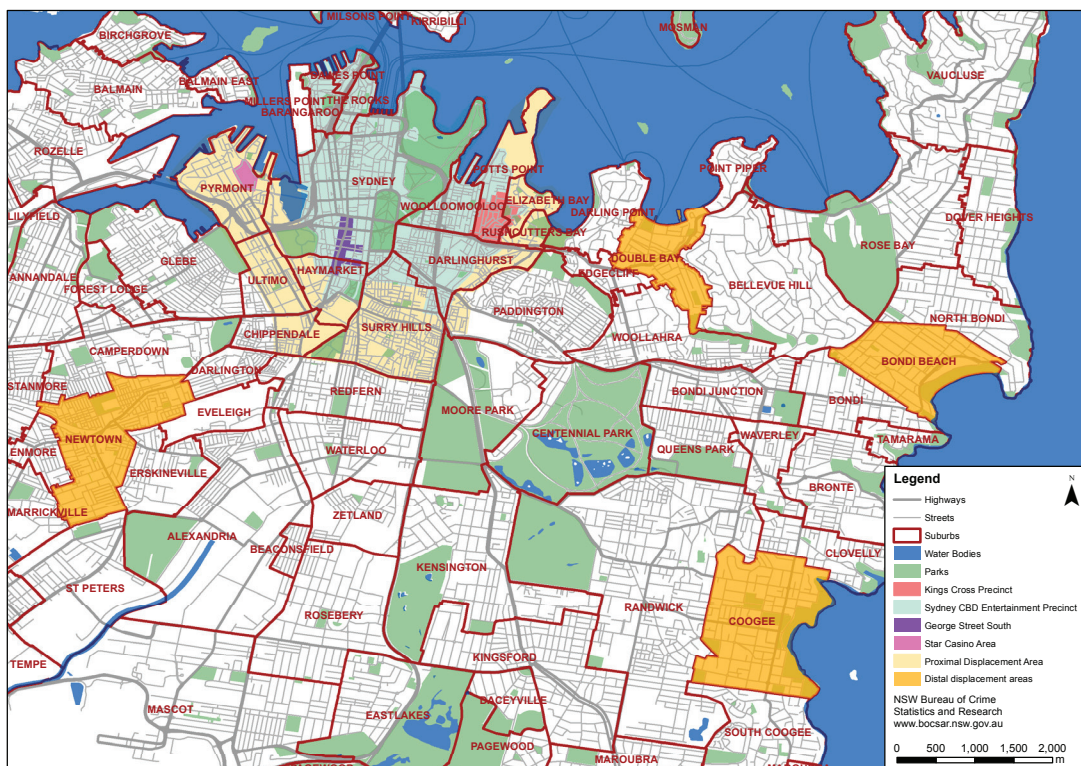 MILSONS POINT
KIRRIBILLI
MOSMAN
BIRCHGROVE
BALMAIN EAST
BALMAIN
DAWES POINT
MILLERS POINT
THE ROCKS
BARANGAROO
VAUCLUSE
ROZELLE
PYRMONT
SYDNEY
POTTS POINT
POINT PIPER
WOOLLOOMOOLOO
ELIZABETH BAY
DARLING POINT
LILYFIELD
DOVER HEIGHTS
RUSHCUTTERS BAY
ROSE BAY
GLEBE
DARLINGHURST
DOUBLE BAY
ANNANDALE
HAYMARKET
EDGECLIFF
ULTIMO
FOREST LODGE
BELLEVUE HILL
PADDINGTON
NORTH BONDI
SURRY HILLS
CHIPPENDALE
WOOLLAHRA
CAMPERDOWN
BONDI BEACH
DARLINGTON
STANMORE
REDFERN
BONDI JUNCTION
BONDI
EVELEIGH
MOORE PARK
CENTENNIAL PARK
WAVERLEY
NEWTOWN
TAMARAMA
ENMORE
WATERLOO
QUEENS PARK
ERSKINEVILLE
BRONTE
MARRICKVILLE
ZETLAND
ALEXANDRIA
BEACONSFIELD
CLOVELLY
KENSINGTON
ST PETERS
RANDWICK
ROSEBERY
COOGEE
KINGSFORD
TEMPE
DACEYVILLE
MASCOT
EASTLAKES
SOUTH COOGEE
PAGEWOOD
MAROUBRA
PAGEWOOD
Legend
N
Highways
Streets
Suburbs
Water Bodies
Parks
Kings Cross Precinct
Sydney CBD Entertainment Precinct
George Street South
Star Casino Area
Proximal Displacement Area
Distal displacement areas
NSW Bureau of Crime
Statistics and Research
www.bocsar.nsw.gov.au
0 500 1,000 1,500 2,000
m